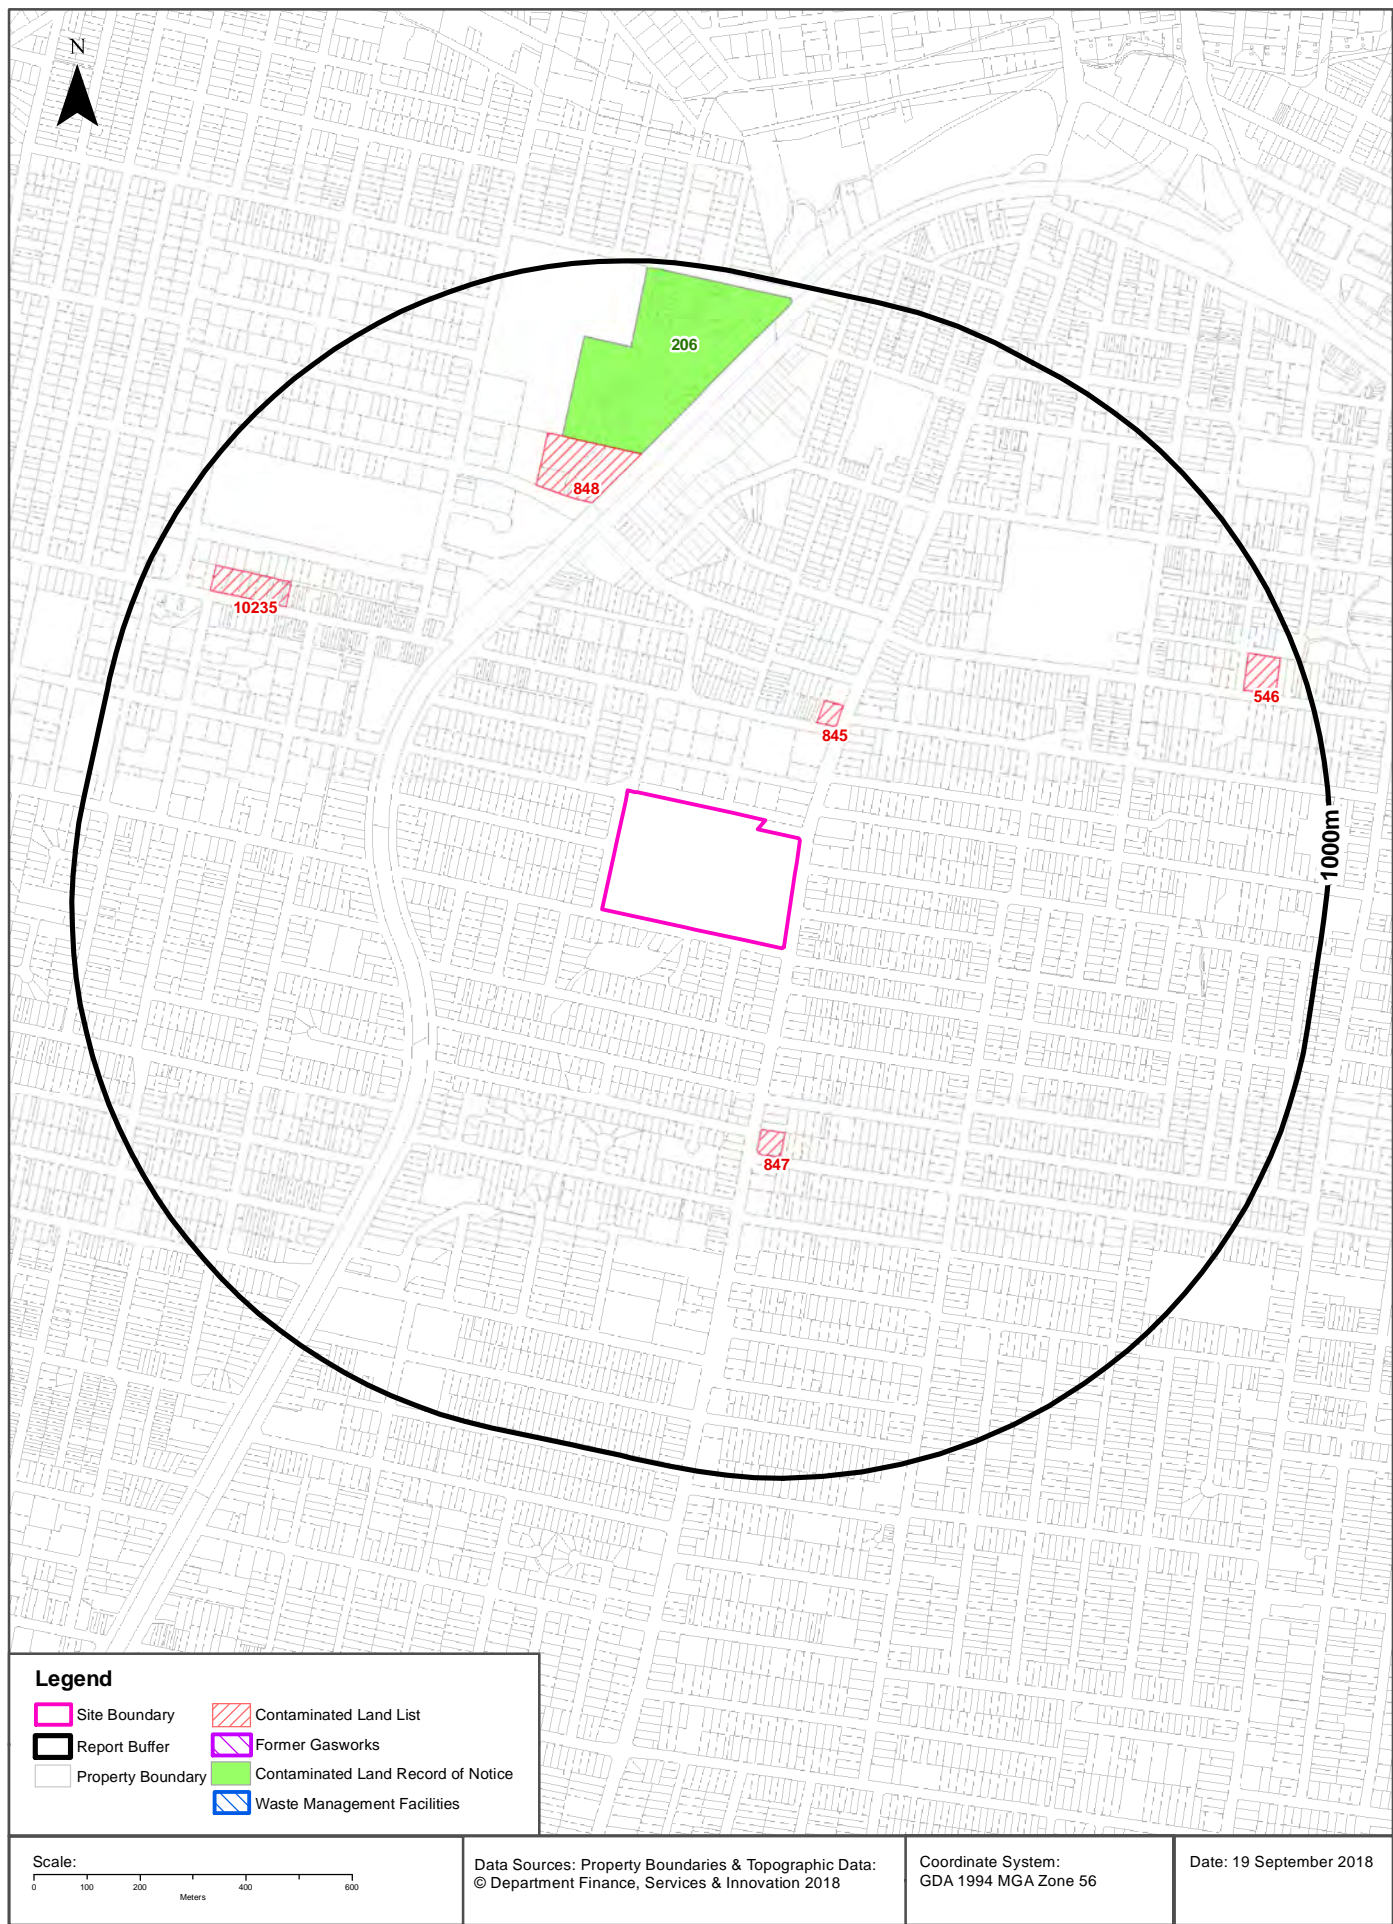 N
206
848
10235
546
845
1000m
847
Legend
Site Boundary
Report Buffer
Property Boundary
Contaminated Land List
Former Gasworks
Contaminated Land Record of Notice
Waste Management Facilities
Scale:
0 100 200 400 600
Meters
Data Sources: Property Boundaries & Topographic Data:
© Department Finance, Services & Innovation 2018
Coordinate System:
GDA 1994 MGA Zone 56
Date: 19 September 2018